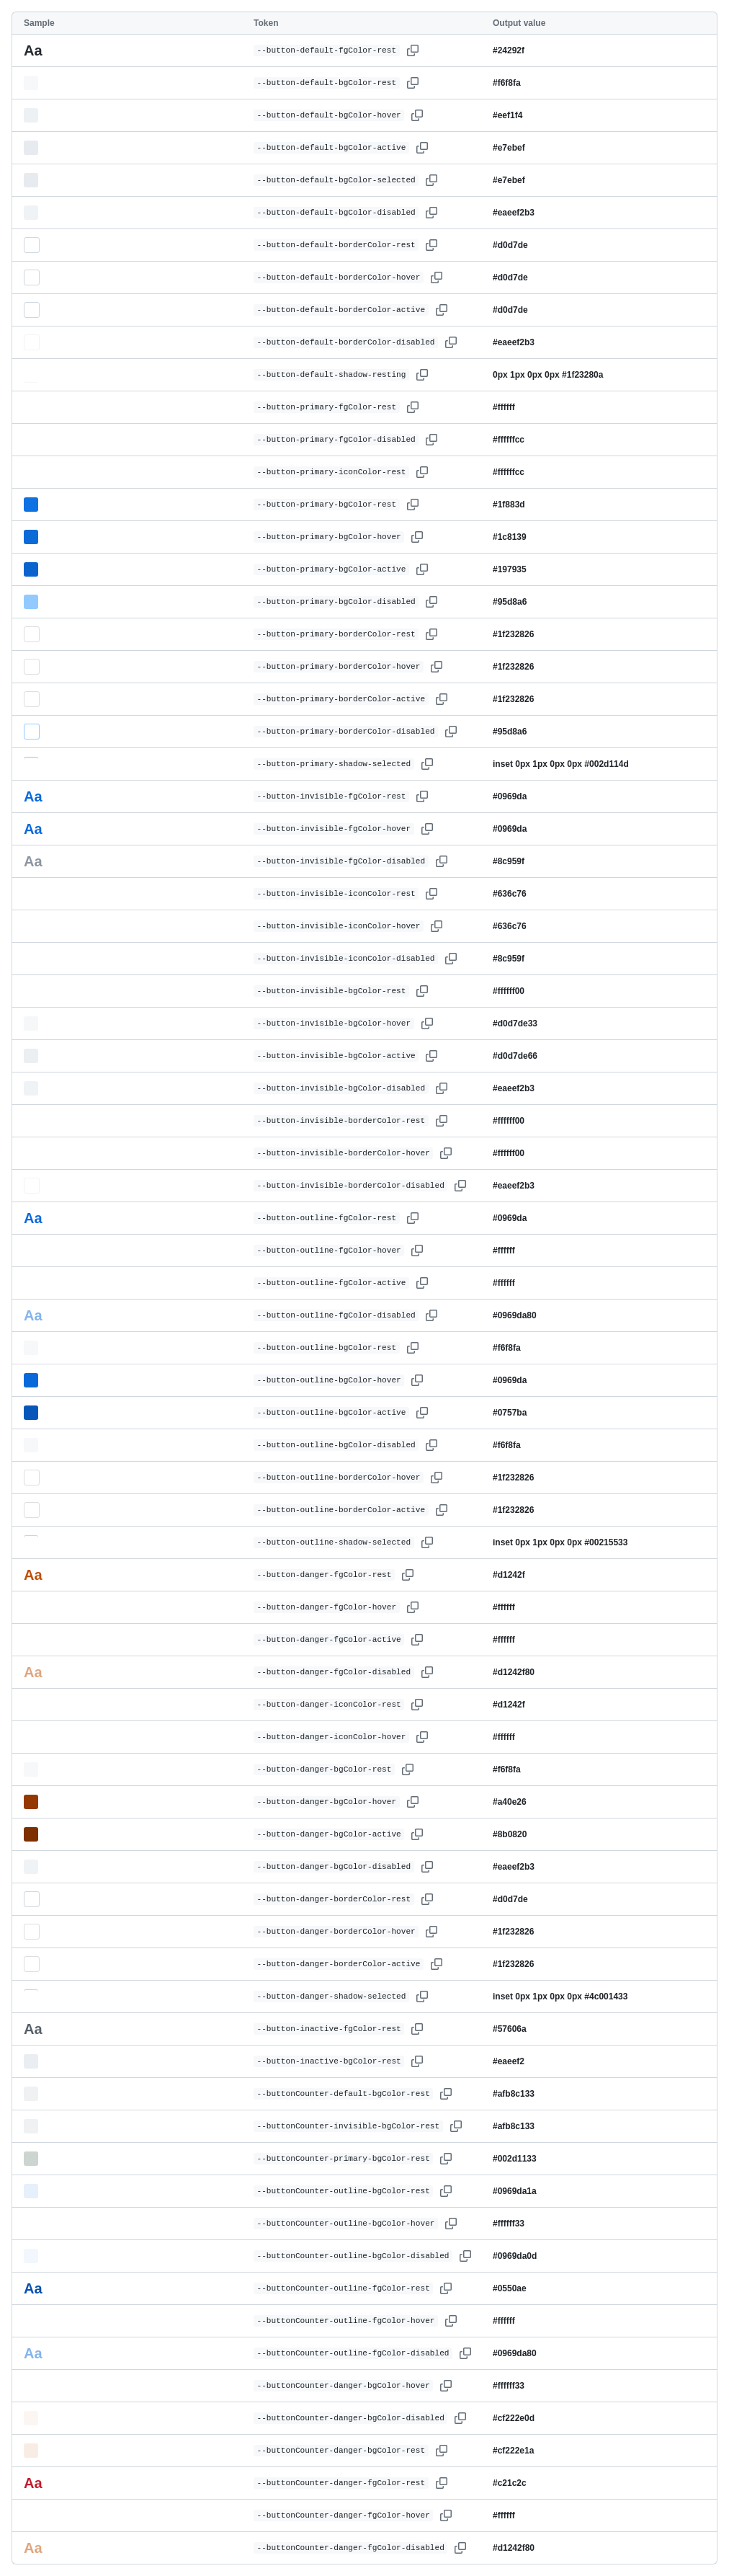 Sample Token Output value
Aa --button-default-fgColor-rest #24292f
--button-default-bgColor-rest #f6f8fa
--button-default-bgColor-hover #eef1f4
--button-default-bgColor-active #e7ebef
--button-default-bgColor-selected #e7ebef
--button-default-bgColor-disabled #eaeef2b3
--button-default-borderColor-rest #d0d7de
--button-default-borderColor-hover #d0d7de
--button-default-borderColor-active #d0d7de
--button-default-borderColor-disabled #eaeef2b3
--button-default-shadow-resting 0px 1px 0px 0px #1f23280a
--button-primary-fgColor-rest #ffffff
--button-primary-fgColor-disabled #ffffffcc
--button-primary-iconColor-rest #ffffffcc
--button-primary-bgColor-rest #1f883d
--button-primary-bgColor-hover #1c8139
--button-primary-bgColor-active #197935
--button-primary-bgColor-disabled #95d8a6
--button-primary-borderColor-rest #1f232826
--button-primary-borderColor-hover #1f232826
--button-primary-borderColor-active #1f232826
--button-primary-borderColor-disabled #95d8a6
--button-primary-shadow-selected inset 0px 1px 0px 0px #002d114d
Aa --button-invisible-fgColor-rest #0969da
Aa --button-invisible-fgColor-hover #0969da
Aa --button-invisible-fgColor-disabled #8c959f
--button-invisible-iconColor-rest #636c76
--button-invisible-iconColor-hover #636c76
--button-invisible-iconColor-disabled #8c959f
--button-invisible-bgColor-rest #ffffff00
--button-invisible-bgColor-hover #d0d7de33
--button-invisible-bgColor-active #d0d7de66
--button-invisible-bgColor-disabled #eaeef2b3
--button-invisible-borderColor-rest #ffffff00
--button-invisible-borderColor-hover #ffffff00
--button-invisible-borderColor-disabled #eaeef2b3
Aa --button-outline-fgColor-rest #0969da
--button-outline-fgColor-hover #ffffff
--button-outline-fgColor-active #ffffff
Aa --button-outline-fgColor-disabled #0969da80
--button-outline-bgColor-rest #f6f8fa
--button-outline-bgColor-hover #0969da
--button-outline-bgColor-active #0757ba
--button-outline-bgColor-disabled #f6f8fa
--button-outline-borderColor-hover #1f232826
--button-outline-borderColor-active #1f232826
--button-outline-shadow-selected inset 0px 1px 0px 0px #00215533
Aa --button-danger-fgColor-rest #d1242f
--button-danger-fgColor-hover #ffffff
--button-danger-fgColor-active #ffffff
Aa --button-danger-fgColor-disabled #d1242f80
--button-danger-iconColor-rest #d1242f
--button-danger-iconColor-hover #ffffff
--button-danger-bgColor-rest #f6f8fa
--button-danger-bgColor-hover #a40e26
--button-danger-bgColor-active #8b0820
--button-danger-bgColor-disabled #eaeef2b3
--button-danger-borderColor-rest #d0d7de
--button-danger-borderColor-hover #1f232826
--button-danger-borderColor-active #1f232826
--button-danger-shadow-selected inset 0px 1px 0px 0px #4c001433
Aa --button-inactive-fgColor-rest #57606a
--button-inactive-bgColor-rest #eaeef2
--buttonCounter-default-bgColor-rest #afb8c133
--buttonCounter-invisible-bgColor-rest #afb8c133
--buttonCounter-primary-bgColor-rest #002d1133
--buttonCounter-outline-bgColor-rest #0969da1a
--buttonCounter-outline-bgColor-hover #ffffff33
--buttonCounter-outline-bgColor-disabled #0969da0d
Aa --buttonCounter-outline-fgColor-rest #0550ae
--buttonCounter-outline-fgColor-hover #ffffff
Aa --buttonCounter-outline-fgColor-disabled #0969da80
--buttonCounter-danger-bgColor-hover #ffffff33
--buttonCounter-danger-bgColor-disabled #cf222e0d
--buttonCounter-danger-bgColor-rest #cf222e1a
Aa --buttonCounter-danger-fgColor-rest #c21c2c
--buttonCounter-danger-fgColor-hover #ffffff
Aa --buttonCounter-danger-fgColor-disabled #d1242f80